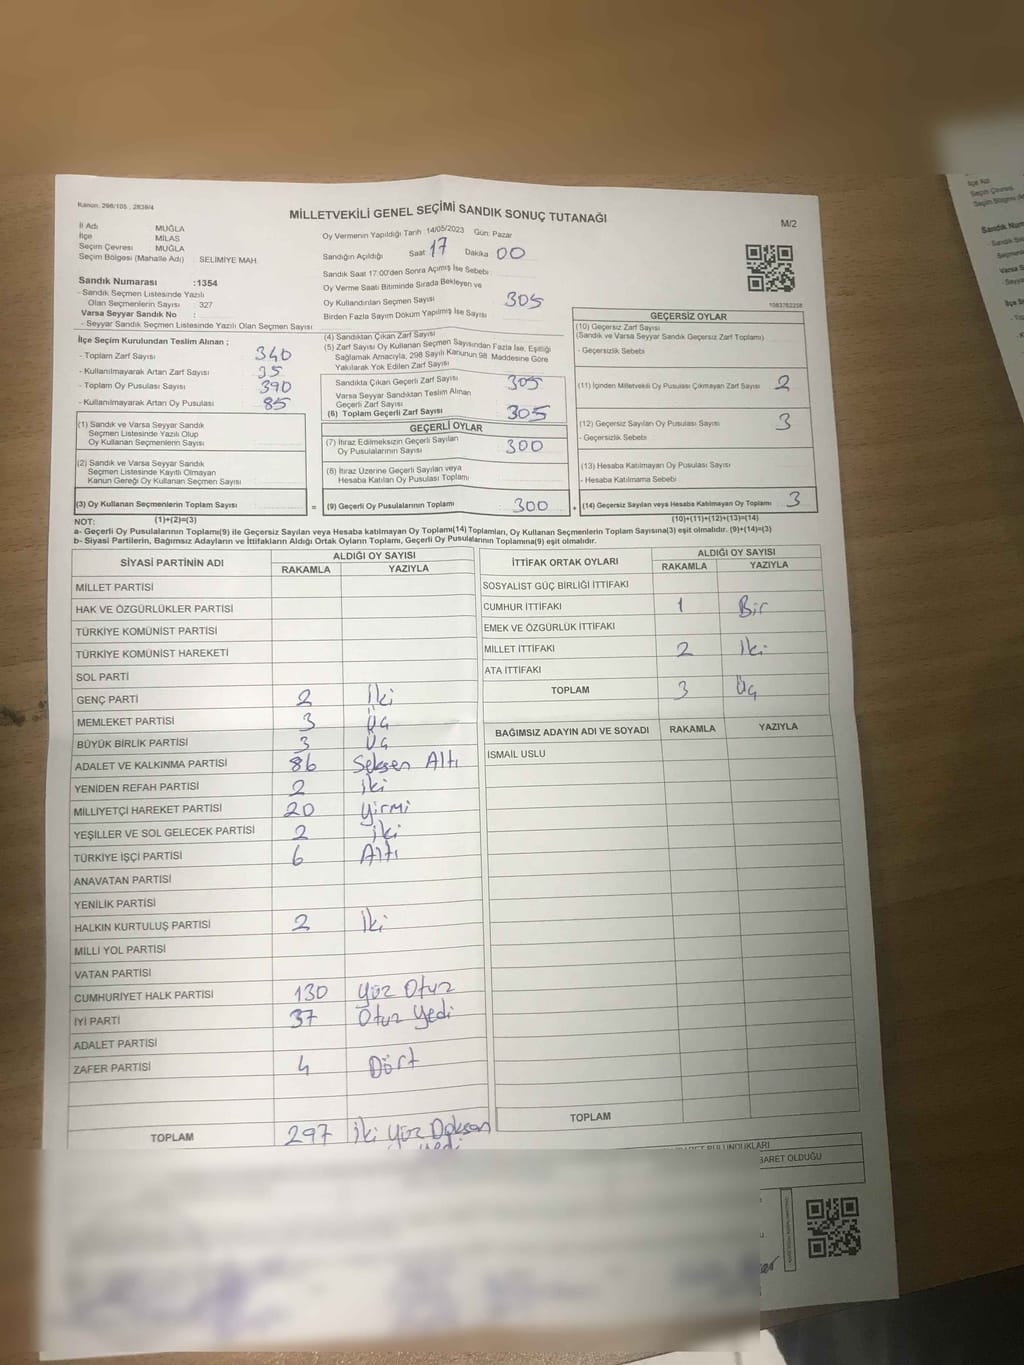 Kanun: 298/105 , 2839/4
MİLLETVEKİLİ GENEL SEÇİMİ SANDIK SONUÇ TUTANAĞI
M/2
İl Adı MUĞLA
İlçe MİLAS
Seçim Çevresi MUĞLA
Seçim Bölgesi (Mahalle Adı) SELİMİYE MAH.
Sandık Numarası :1354
- Sandık Seçmen Listesinde Yazılı
Olan Seçmenlerin Sayısı : 327
Varsa Seyyar Sandık No :
- Seyyar Sandık Seçmen Listesinde Yazılı Olan Seçmen Sayısı
Oy Vermenin Yapıldığı Tarih :14/05/2023 Gün: Pazar
Sandığın Açıldığı Saat 17 Dakika 00
Sandık Saat 17:00'den Sonra Açımış İse Sebebi
Oy Verme Saati Bitiminde Sırada Bekleyen ve
Oy Kullandırılan Seçmen Sayısı 305
Birden Fazla Sayım Döküm Yapılmış İse Sayısı
1083762258
İlçe Seçim Kurulundan Teslim Alınan ;
- Toplam Zarf Sayısı 340
- Kullanılmayarak Artan Zarf Sayısı 35
- Toplam Oy Pusulası Sayısı 390
- Kullanılmayarak Artan Oy Pusulası 85
(1) Sandık ve Varsa Seyyar Sandık
Seçmen Listesinde Yazılı Olup
Oy Kullanan Seçmenlerin Sayısı
(2) Sandık ve Varsa Seyyar Sandık
Seçmen Listesinde Kayıtlı Olmayan
Kanun Gereği Oy Kullanan Seçmen Sayısı
(3) Oy Kullanan Seçmenlerin Toplam Sayısı =
(4) Sandıktan Çıkan Zarf Sayısı
(5) Zarf Sayısı Oy Kullanan Seçmen Sayısından Fazla İse, Eşitliği
Sağlamak Amacıyla, 298 Sayılı Kanunun 98. Maddesine Göre
Yakılarak Yok Edilen Zarf Sayısı
Sandıkta Çıkan Geçerli Zarf Sayısı 305
Varsa Seyyar Sandıktan Teslim Alınan
Geçerli Zarf Sayısı
(6) Toplam Geçerli Zarf Sayısı 305
GEÇERLİ OYLAR
(7) İtiraz Edilmeksizin Geçerli Sayılan
Oy Pusulalarının Sayısı 300
(8) İtiraz Üzerine Geçerli Sayılan veya
Hesaba Katılan Oy Pusulası Toplamı
(9) Geçerli Oy Pusulalarının Toplamı 300 +
GEÇERSİZ OYLAR
(10) Geçersiz Zarf Sayısı
(Sandık ve Varsa Seyyar Sandık Geçersiz Zarf Toplamı)
- Geçersizlik Sebebi
(11) İçinden Milletvekili Oy Pusulası Çıkmayan Zarf Sayısı 2
(12) Geçersiz Sayılan Oy Pusulası Sayısı 3
- Geçersizlik Sebebi
(13) Hesaba Katılmayan Oy Pusulası Sayısı
- Hesaba Katılmama Sebebi
(14) Geçersiz Sayılan veya Hesaba Katılmayan Oy Toplamı 3
NOT: (1)+(2)=(3) (10)+(11)+(12)+(13)=(14)
a- Geçerli Oy Pusulalarının Toplamı(9) ile Geçersiz Sayılan veya Hesaba katılmayan Oy Toplamı(14) Toplamları, Oy Kullanan Seçmenlerin Toplam Sayısına(3) eşit olmalıdır. (9)+(14)=(3)
b- Siyasi Partilerin, Bağımsız Adayların ve İttifakların Aldığı Ortak Oyların Toplamı, Geçerli Oy Pusulalarının Toplamına(9) eşit olmalıdır.
SİYASİ PARTİNİN ADI ALDIĞI OY SAYISI
RAKAMLA YAZIYLA
MİLLET PARTİSİ
HAK VE ÖZGÜRLÜKLER PARTİSİ
TÜRKİYE KOMÜNİST PARTİSİ
TÜRKİYE KOMÜNİST HAREKETİ
SOL PARTİ
GENÇ PARTİ 2 İki
MEMLEKET PARTİSİ 3 Üç
BÜYÜK BİRLİK PARTİSİ 3 Üç
ADALET VE KALKINMA PARTİSİ 86 Seksen Altı
YENİDEN REFAH PARTİSİ 2 iki
MİLLİYETÇİ HAREKET PARTİSİ 20 Yirmi
YEŞİLLER VE SOL GELECEK PARTİSİ 2 iki
TÜRKİYE İŞÇİ PARTİSİ 6 Altı
ANAVATAN PARTİSİ
YENİLİK PARTİSİ
HALKIN KURTULUŞ PARTİSİ 2 İki
MİLLİ YOL PARTİSİ
VATAN PARTİSİ
CUMHURİYET HALK PARTİSİ 130 Yüz Otuz
İYİ PARTİ 37 Otuz Yedi
ADALET PARTİSİ
ZAFER PARTİSİ 4 Dört
TOPLAM 297 İki Yüz Doksan
yedi
İTTİFAK ORTAK OYLARI ALDIĞI OY SAYISI
RAKAMLA YAZIYLA
SOSYALİST GÜÇ BİRLİĞİ İTTİFAKI
CUMHUR İTTİFAKI 1 Bir
EMEK VE ÖZGÜRLÜK İTTİFAKI
MİLLET İTTİFAKI 2 İki
ATA İTTİFAKI
TOPLAM 3 Üç
BAĞIMSIZ ADAYIN ADI VE SOYADI RAKAMLA YAZIYLA
İSMAİL USLU
TOPLAM
BULUNDUKLARI
BARET OLDUĞU
Seçim Çevresi
Sandık Num